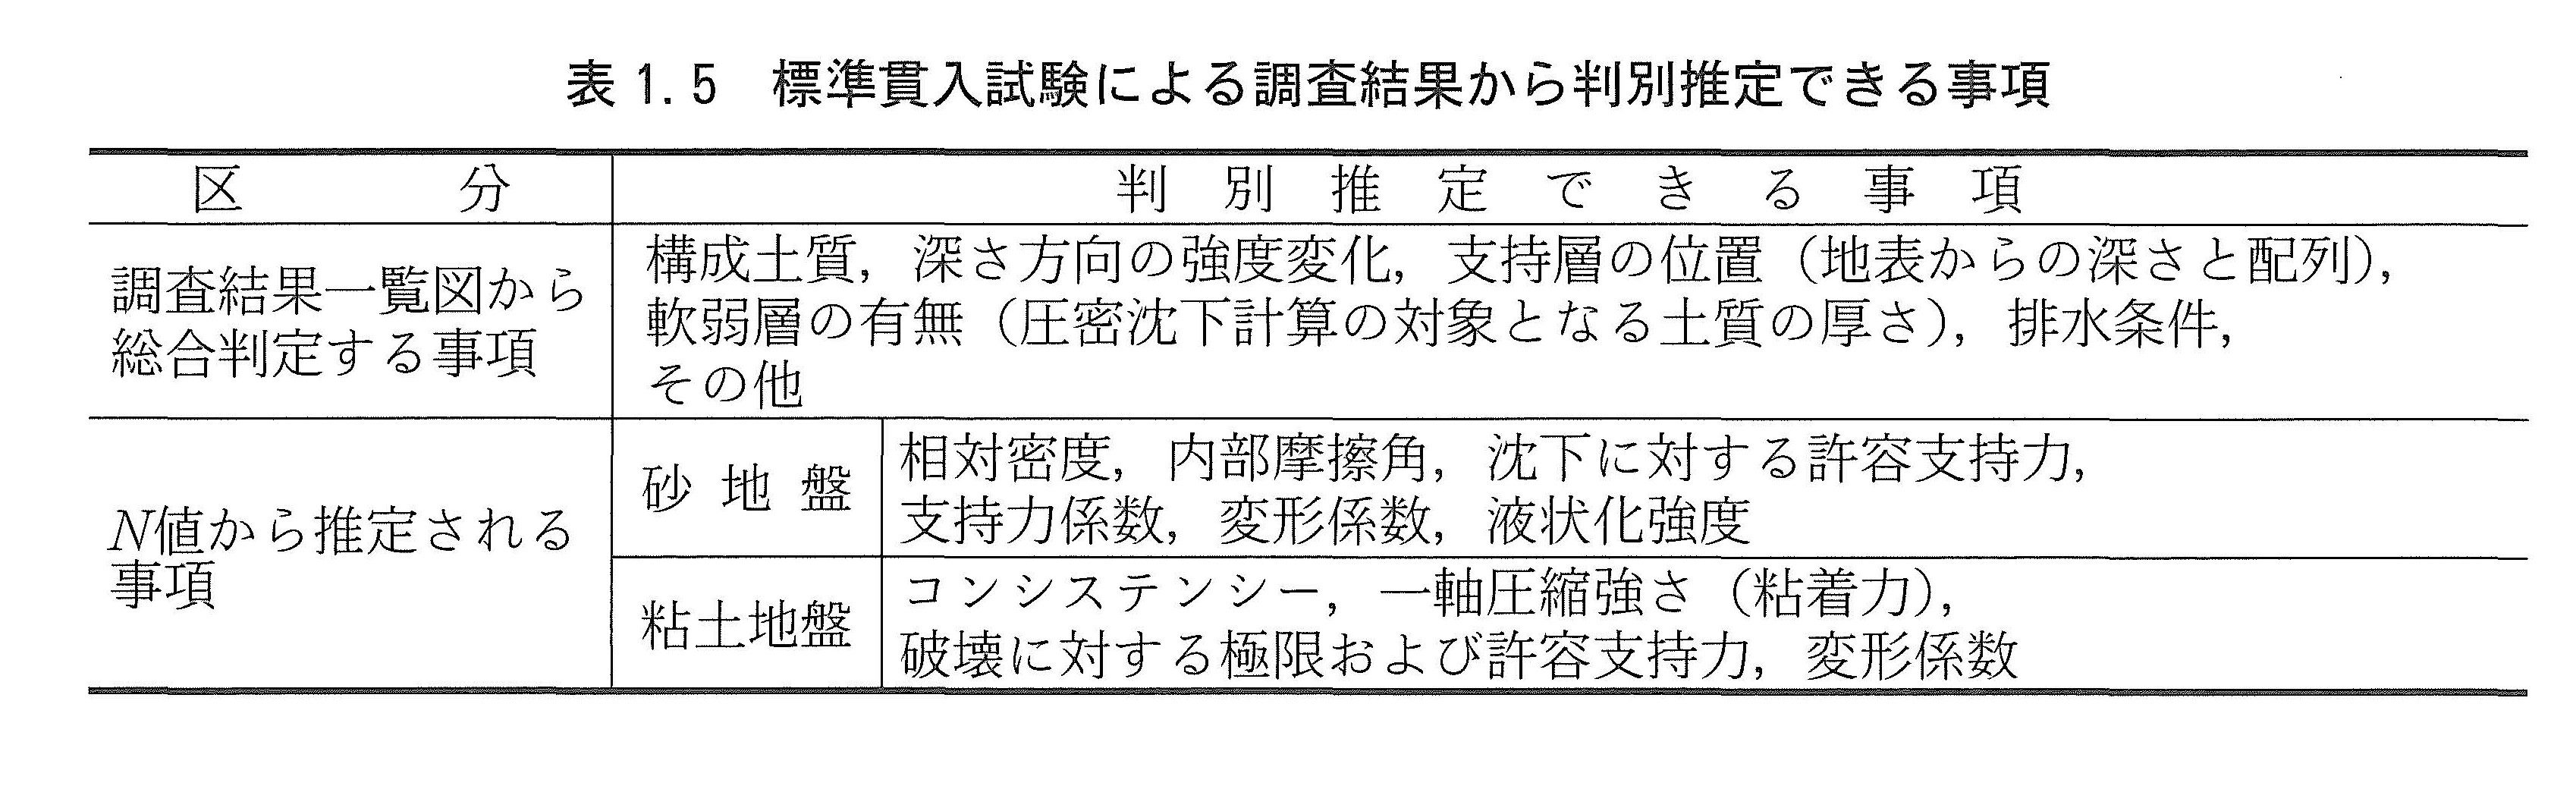 表1.5 標準貫入試験による調査結果から判別推定できる事項
区分
判別推定できる事項
調査結果一覧図から
総合判定する事項
構成土質，深さ方向の強度変化，支持層の位置（地表からの深さと配列），
軟弱層の有無（圧密沈下計算の対象となる土質の厚さ），排水条件，
その他
N値から推定される
事項
砂地盤
相対密度，内部摩擦角，沈下に対する許容支持力，
支持力係数，変形係数，液状化強度
粘土地盤
コンシステンシー，一軸圧縮強さ（粘着力），
破壊に対する極限および許容支持力，変形係数